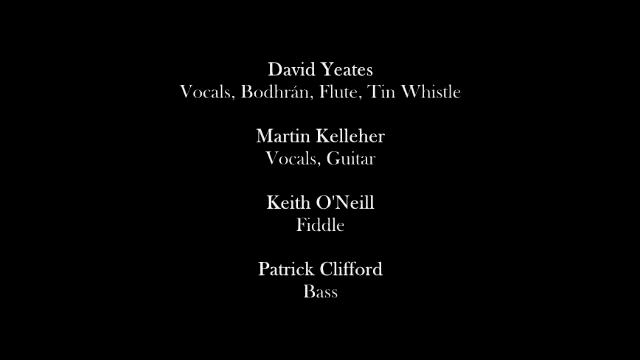 David Yeates
Vocals, Bodhrán, Flute, Tin Whistle
Martin Kelleher
Vocals, Guitar
Keith O'Neill
Fiddle
Patrick Clifford
Bass